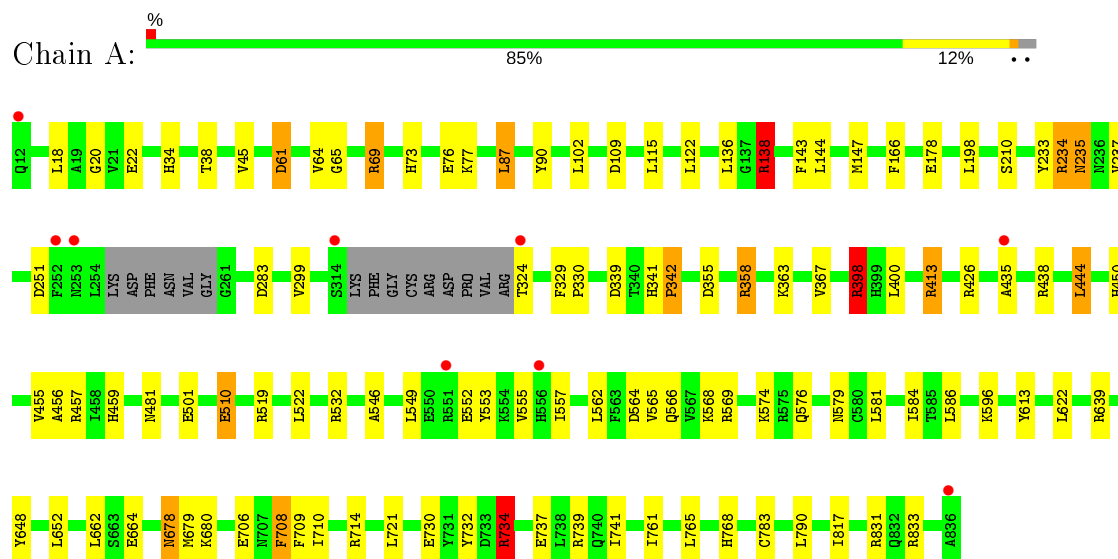 %
Chain A:
85% 12% • •
Q12 L18 A19 G20 V21 E22 H34 T38 V45 D61 V64 G65 R69 H73 E76 K77 L87 Y90 L102 D109 L115 L122 L136 G137 R138 F143 L144 M147 F166 E178 L198 S210 Y233 R234 N235 N236 V237
D251 F252 N253 L254 LYS ASP PHE ASN VAL GLY G261 D283 V299 S314 LYS PHE GLY CYS ARG ASP PRO VAL ARG T324 F329 P330 D339 T340 H341 P342 D355 R358 K363 V367 R398 H399 L400 R413 R426 A435 R438 L444 H450
V455 A456 R457 I458 H459 N481 E501 E510 R519 L522 R532 A546 L549 E550 R551 E552 Y553 K554 V555 H556 I557 L562 F563 D564 V565 Q566 V567 K568 R569 K574 R575 Q576 N579 C580 L581 I584 T585 L586 K596 Y613 L622 R639
Y648 L652 L662 S663 E664 N678 M679 K680 E706 N707 F708 F709 I710 R714 L721 E730 Y731 Y732 D733 R734 E737 L738 R739 Q740 I741 I761 L765 H768 C783 L790 I817 R831 Q832 R833 A836